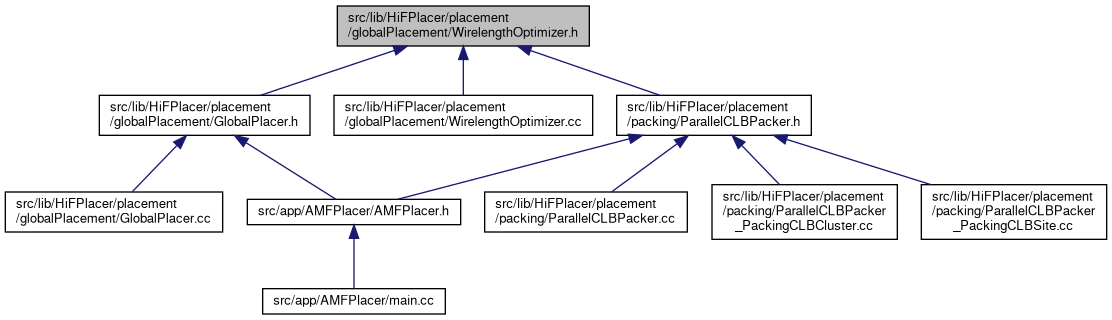 src/lib/HiFPlacer/placement
/globalPlacement/WirelengthOptimizer.h
src/lib/HiFPlacer/placement
/globalPlacement/GlobalPlacer.h
src/lib/HiFPlacer/placement
/globalPlacement/WirelengthOptimizer.cc
src/lib/HiFPlacer/placement
/packing/ParallelCLBPacker.h
src/lib/HiFPlacer/placement
/globalPlacement/GlobalPlacer.cc
src/app/AMFPlacer/AMFPlacer.h
src/lib/HiFPlacer/placement
/packing/ParallelCLBPacker.cc
src/lib/HiFPlacer/placement
/packing/ParallelCLBPacker
_PackingCLBCluster.cc
src/lib/HiFPlacer/placement
/packing/ParallelCLBPacker
_PackingCLBSite.cc
src/app/AMFPlacer/main.cc